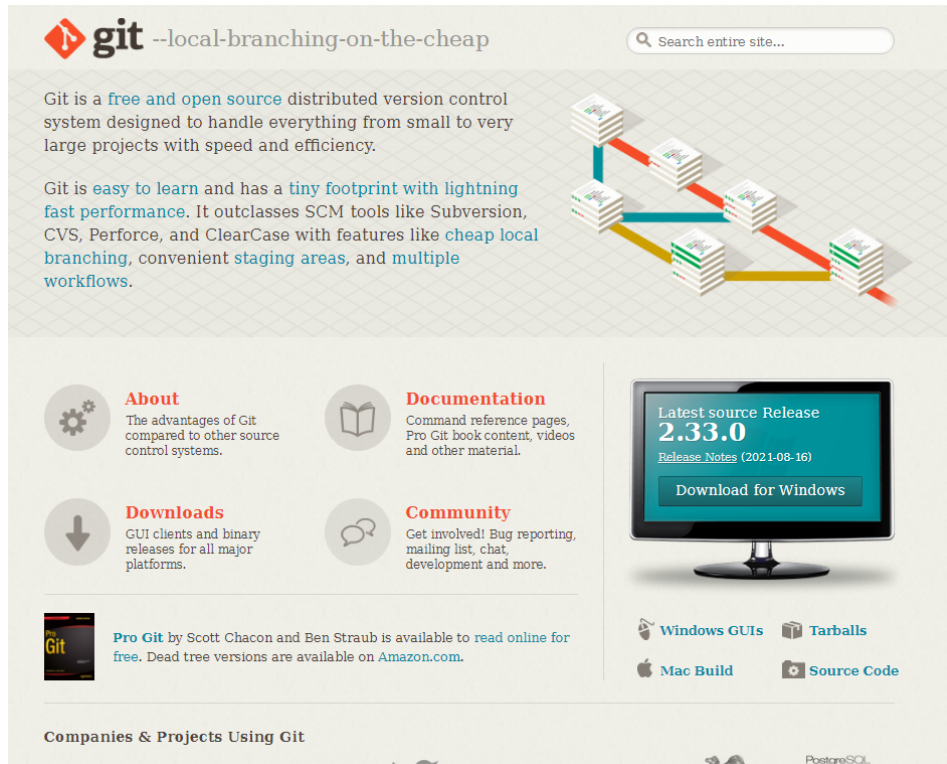 git --local-branching-on-the-cheap
Search entire site...
Git is a free and open source distributed version control
system designed to handle everything from small to very
large projects with speed and efficiency.
Git is easy to learn and has a tiny footprint with lightning
fast performance. It outclasses SCM tools like Subversion,
CVS, Perforce, and ClearCase with features like cheap local
branching, convenient staging areas, and multiple
workflows.
About
The advantages of Git
compared to other source
control systems.
Documentation
Command reference pages,
Pro Git book content, videos
and other material.
Downloads
GUI clients and binary
releases for all major
platforms.
Community
Get involved! Bug reporting,
mailing list, chat,
development and more.
Pro
Git
Pro Git by Scott Chacon and Ben Straub is available to read online for
free. Dead tree versions are available on Amazon.com.
Latest source Release
2.33.0
Release Notes (2021-08-16)
Download for Windows
Windows GUIs
Tarballs
Mac Build
Source Code
Companies & Projects Using Git
PostgreSQL